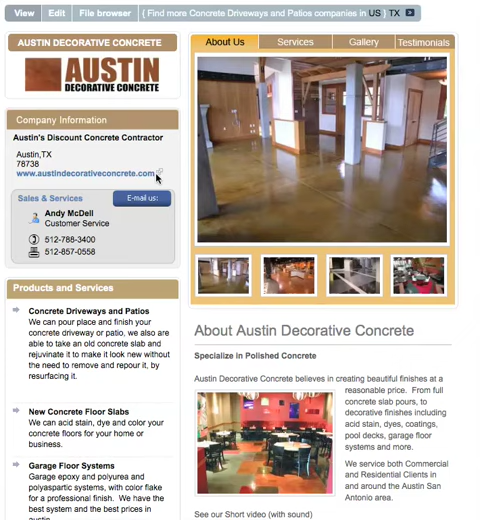 View Edit File browser { Find more Concrete Driveways and Patios companies in US } TX
AUSTIN DECORATIVE CONCRETE
AUSTIN
DECORATIVE CONCRETE
Company Information
Austin's Discount Concrete Contractor
Austin,TX
78738
www.austindecorativeconcrete.com
Sales & Services E-mail us:
Andy McDell
Customer Service
512-788-3400
512-857-0558
Products and Services
Concrete Driveways and Patios
We can pour place and finish your
concrete driveway or patio, we also are
able to take an old concrete slab and
rejuvinate it to make it look new without
the need to remove and repour it, by
resurfacing it.
New Concrete Floor Slabs
We can acid stain, dye and color your
concrete floors for your home or
business.
Garage Floor Systems
Garage epoxy and polyurea and
polyaspartic systems, with color flake
for a professional finish. We have the
best system and the best prices in
About Us Services Gallery Testimonials
About Austin Decorative Concrete
Specialize in Polished Concrete
Austin Decorative Concrete believes in creating beautiful finishes at a
reasonable price. From full
concrete slab pours, to
decorative finishes including
acid stain, dyes, coatings,
pool decks, garage floor
systems and more.
We service both Commercial
and Residential Clients in
and around the Austin San
Antonio area.
See our Short video (with sound)